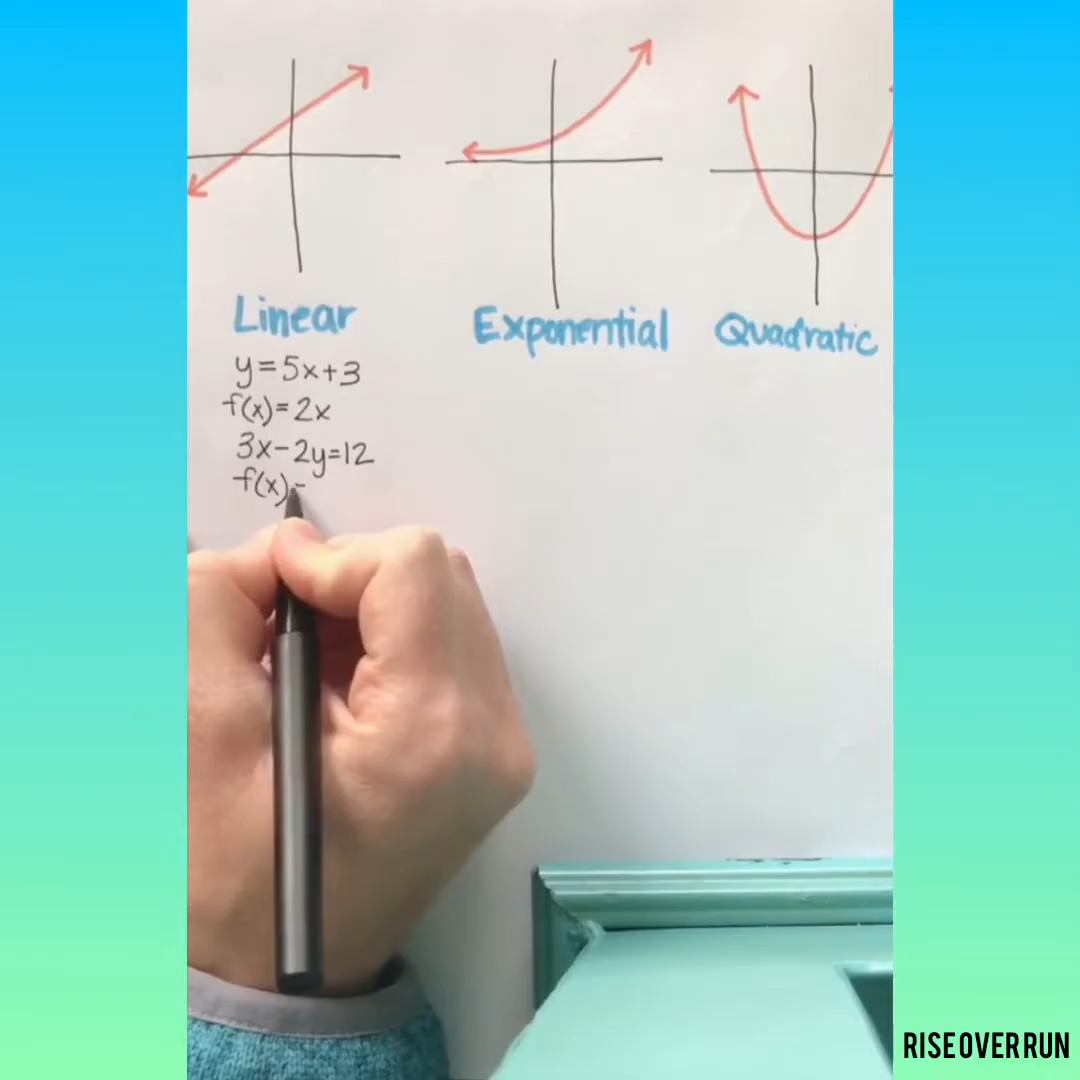 Linear
Exponential
Quadratic
y=5x+3
f(x)=2x
3x-2y=12
f(x)-
RISE OVER RUN